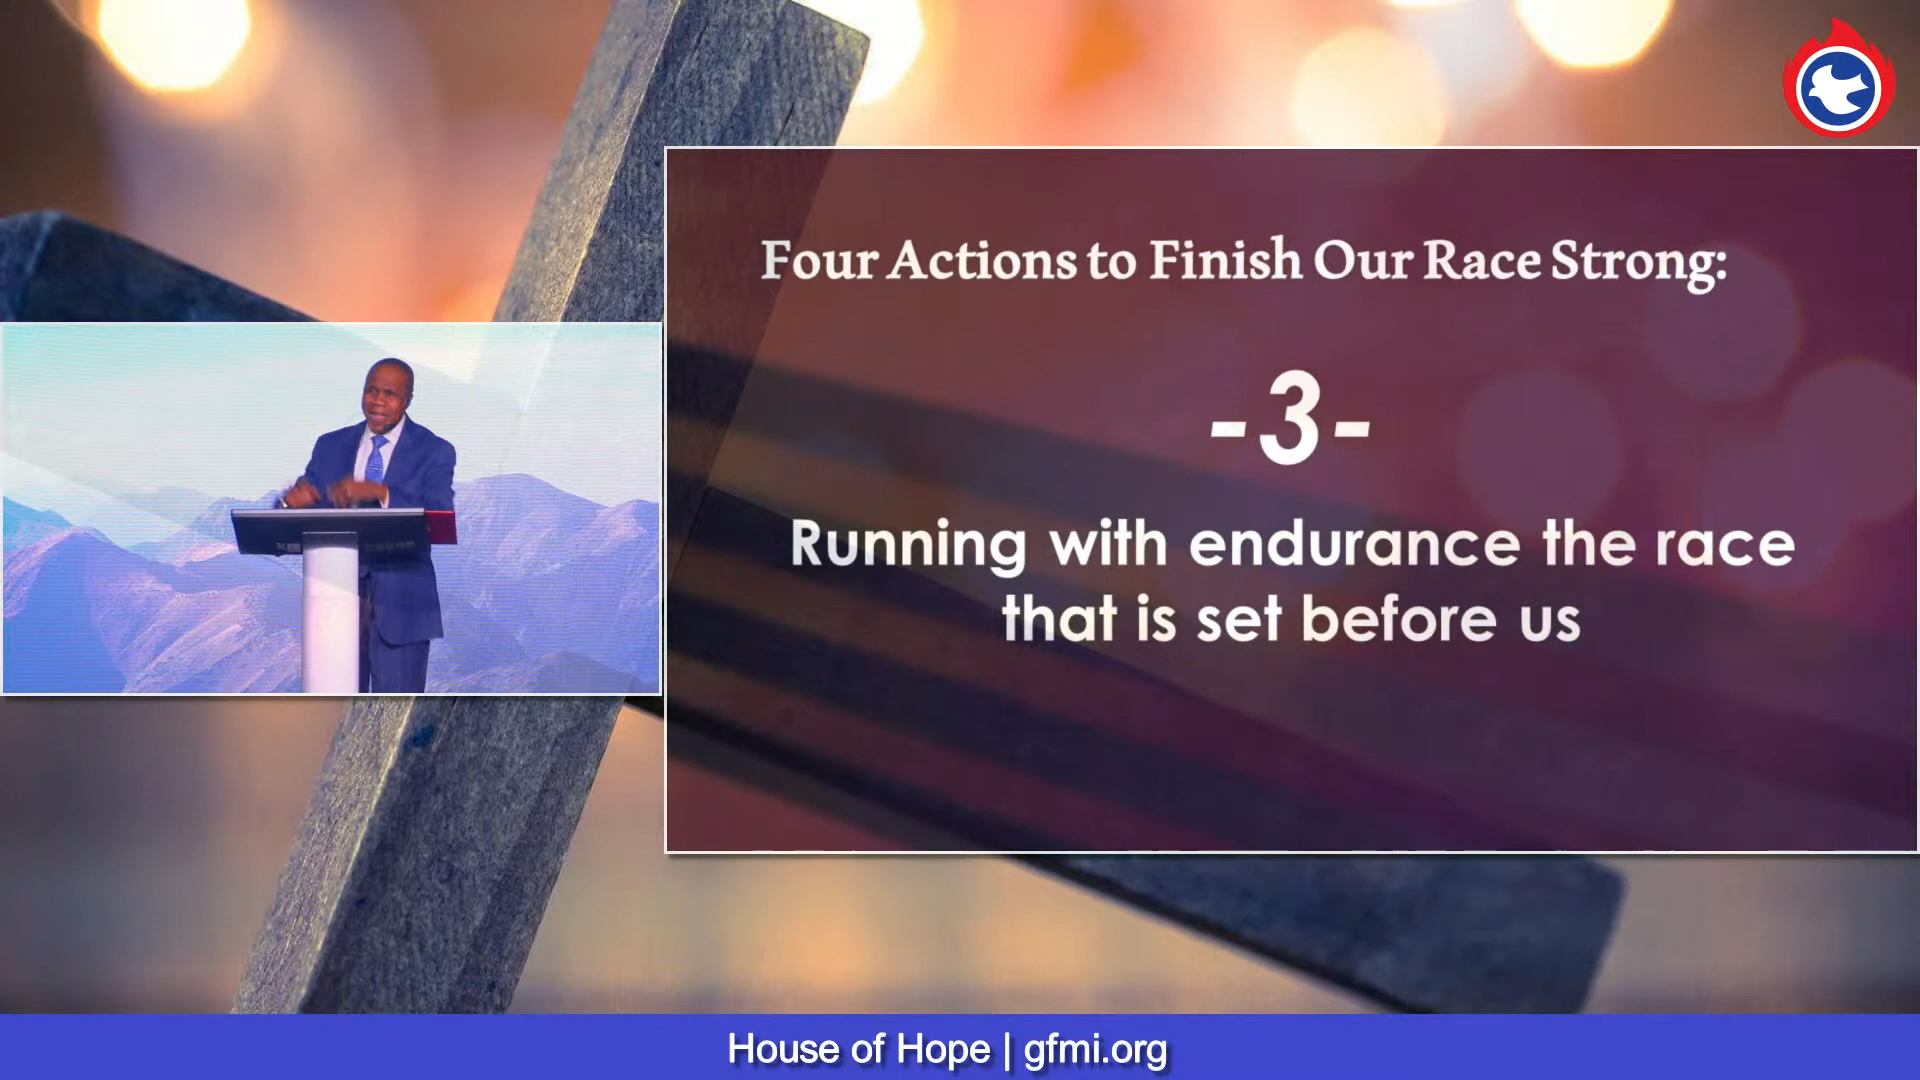 Four Actions to Finish Our Race Strong:
-3-
Running with endurance the race
that is set before us
House of Hope | gfmi.org